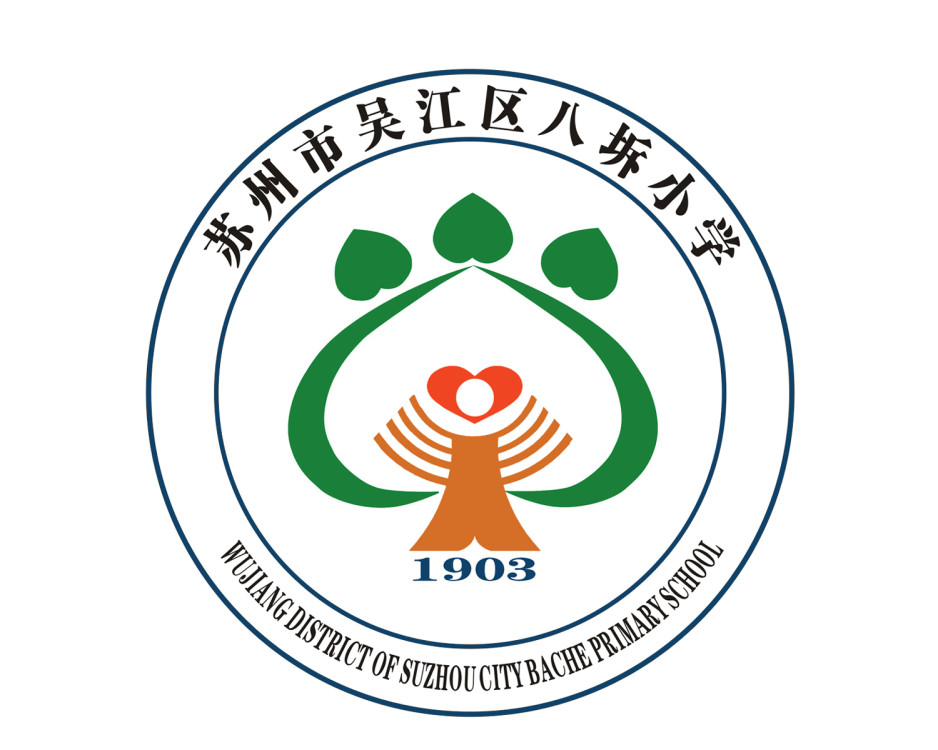 苏州市吴江区八坼小学
1903
WUJIANG DISTRICT OF SUZHOU CITY BACHE PRIMARY SCHOOL